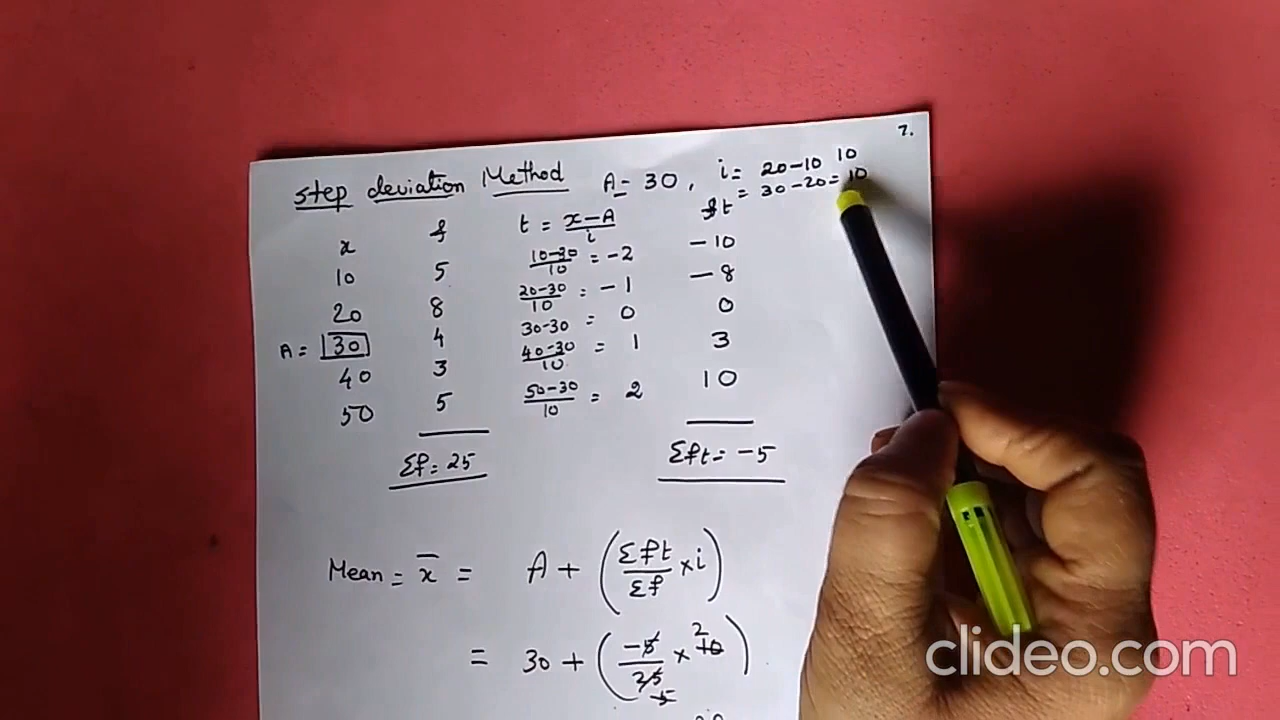 7.
Step deviation Method A = 30, i = 20-10 10
= 30-20 = 10
x f t = x-A/i ft
10 5 10-30/10 = -2 -10
20 8 20-30/10 = -1 -8
A = 30 4 30-30 = 0 0
40 3 40-30/10 = 1 3
50 5 50-30/10 = 2 10
Σf = 25 Σft = -5
Mean = x̄ = A + (Σft/Σf × i)
= 30 + (-5/25 5 × 10 2)
clideo.com